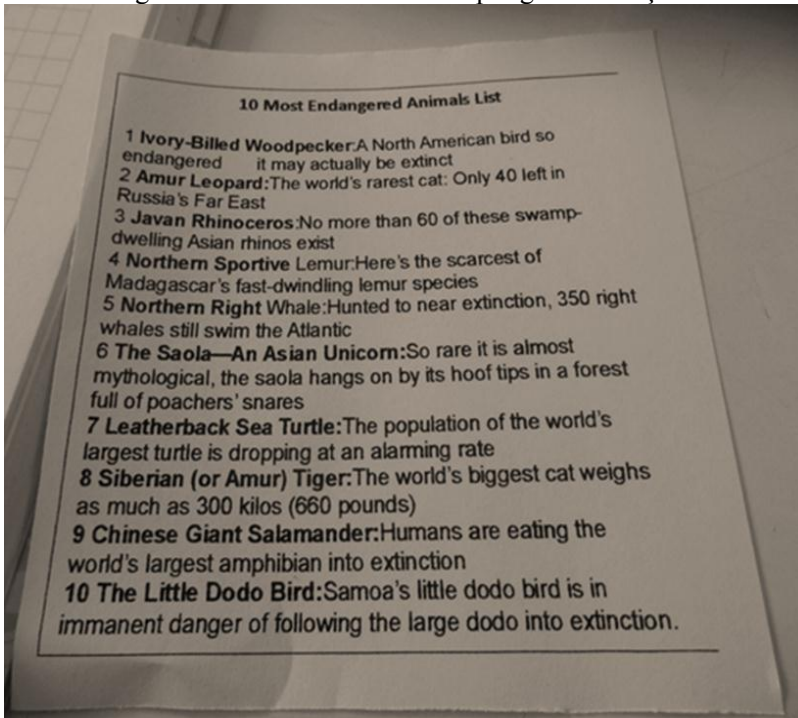 10 Most Endangered Animals List
1 Ivory-Billed Woodpecker:A North American bird so
endangered it may actually be extinct
2 Amur Leopard:The world's rarest cat: Only 40 left in
Russia's Far East
3 Javan Rhinoceros:No more than 60 of these swamp-
dwelling Asian rhinos exist
4 Northern Sportive Lemur:Here's the scarcest of
Madagascar's fast-dwindling lemur species
5 Northern Right Whale:Hunted to near extinction, 350 right
whales still swim the Atlantic
6 The Saola—An Asian Unicorn:So rare it is almost
mythological, the saola hangs on by its hoof tips in a forest
full of poachers' snares
7 Leatherback Sea Turtle:The population of the world's
largest turtle is dropping at an alarming rate
8 Siberian (or Amur) Tiger:The world's biggest cat weighs
as much as 300 kilos (660 pounds)
9 Chinese Giant Salamander:Humans are eating the
world's largest amphibian into extinction
10 The Little Dodo Bird:Samoa's little dodo bird is in
immanent danger of following the large dodo into extinction.